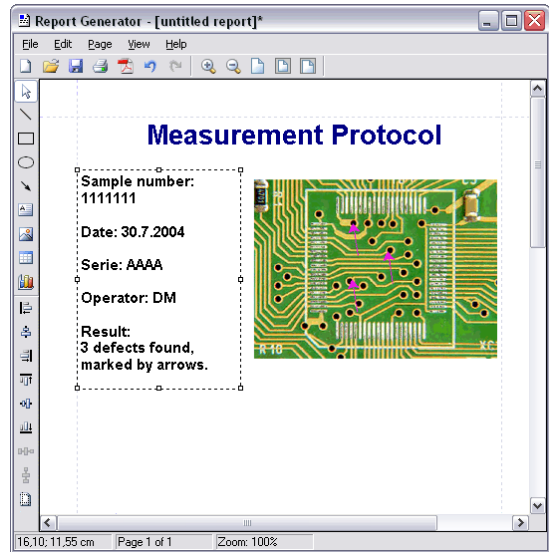 Report Generator - [untitled report]*
File Edit Page View Help
Measurement Protocol
Sample number:
1111111
Date: 30.7.2004
Serie: AAAA
Operator: DM
Result:
3 defects found,
marked by arrows.
R 10
XC
16,10; 11,55 cm Page 1 of 1 Zoom: 100%